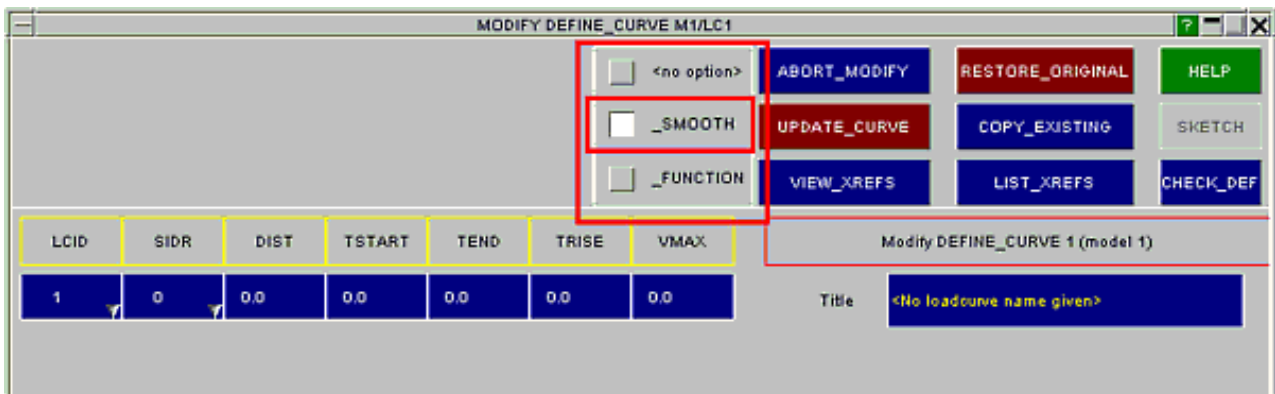 MODIFY DEFINE_CURVE M1/LC1
?
<no option> ABORT_MODIFY RESTORE_ORIGINAL HELP
_SMOOTH UPDATE_CURVE COPY_EXISTING SKETCH
_FUNCTION VIEW_XREFS LIST_XREFS CHECK_DEF
LCID SIDR DIST TSTART TEND TRISE VMAX Modify DEFINE_CURVE 1 (model 1)
1 0 0.0 0.0 0.0 0.0 0.0 Title <No loadcurve name given>